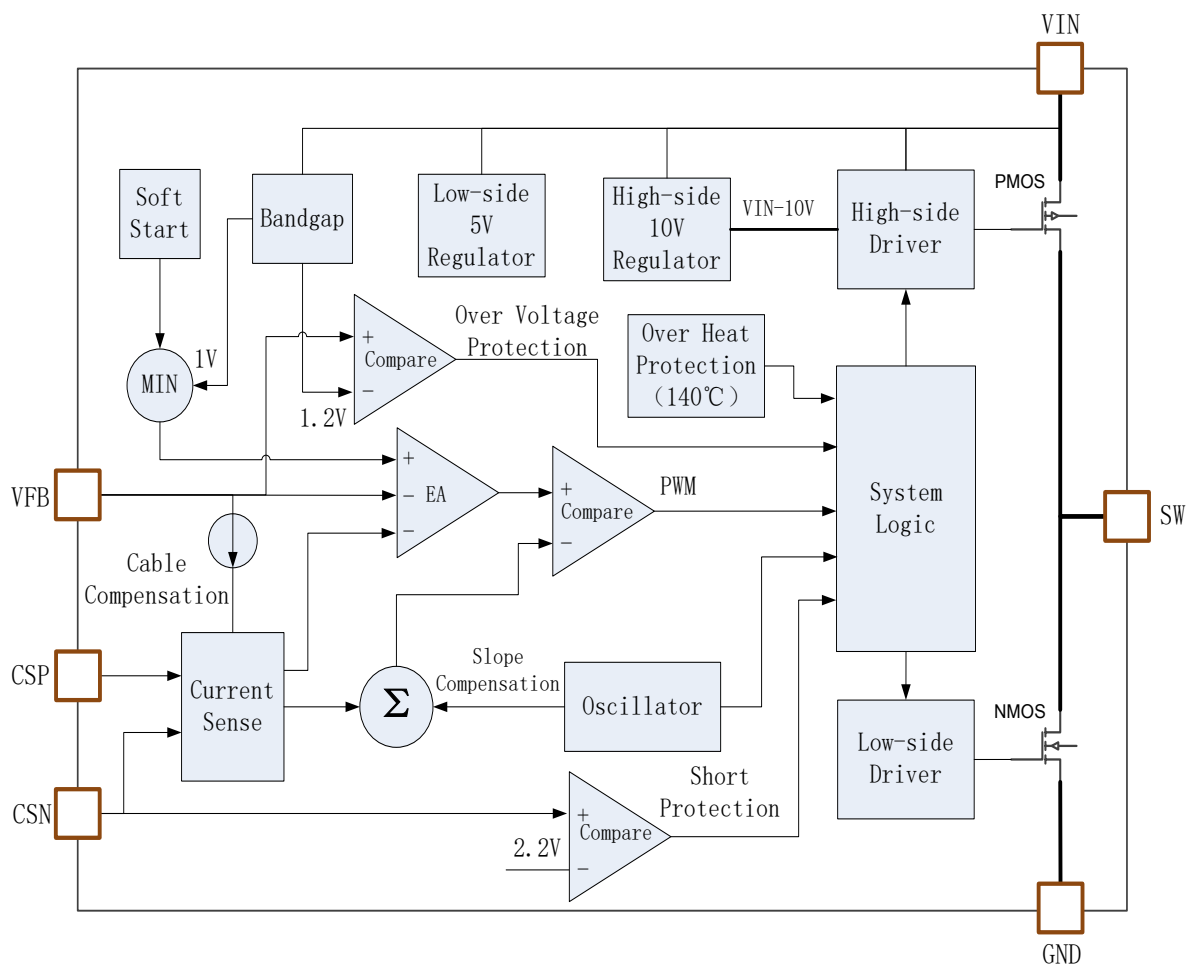 VIN
PMOS
Soft
Start
Bandgap
Low-side
5V
Regulator
High-side
10V
Regulator
VIN-10V
High-side
Driver
Over Voltage
Protection
Over Heat
Protection
(140℃)
1V
MIN
+
Compare
−
1.2V
VFB
+
− EA
−
+
Compare
−
PWM
System
Logic
SW
Cable
Compensation
CSP
Current
Sense
Σ
Slope
Compensation
Oscillator
NMOS
Low-side
Driver
CSN
Short
Protection
+
Compare
−
2.2V
GND